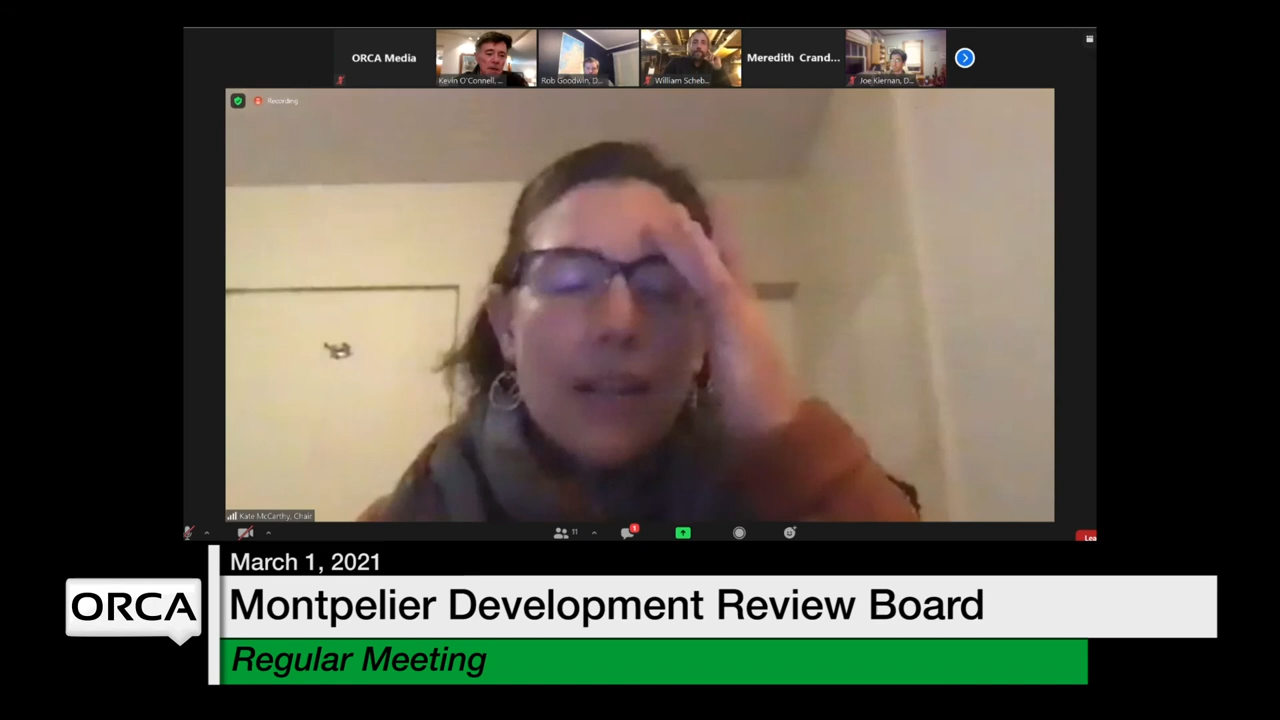 ORCA Media
Kevin O'Connell, ...
Rob Goodwin, D...
William Scheb...
Meredith Crand...
Joe Kiernan, D...
Recording
Kate McCarthy, Chair
11
1
Lea
March 1, 2021
ORCA
Montpelier Development Review Board
Regular Meeting